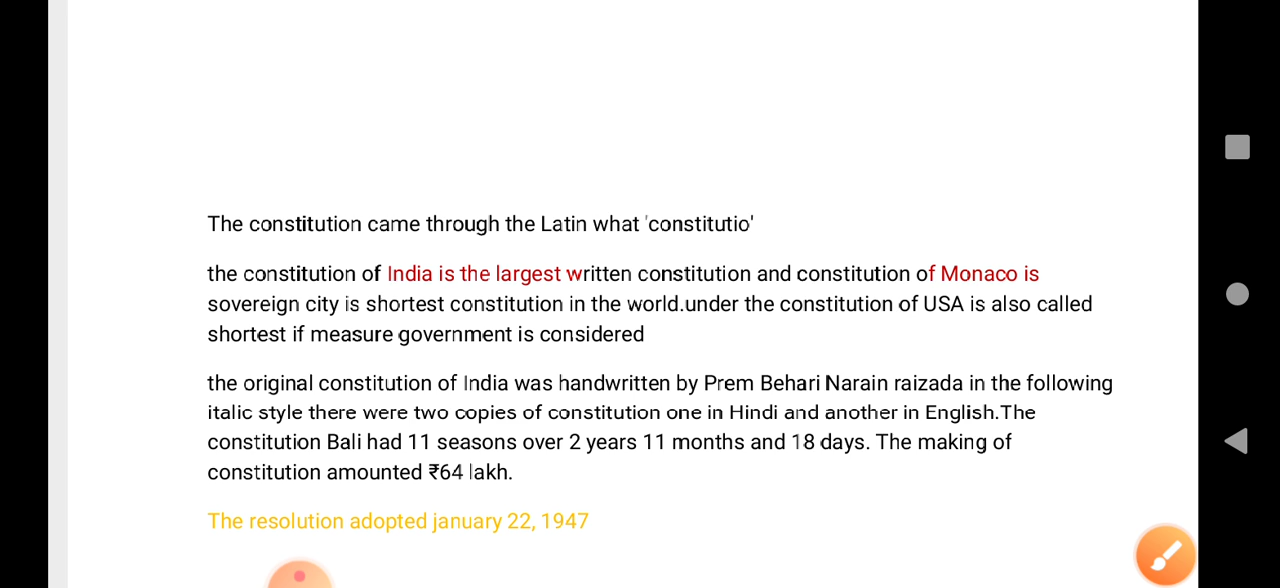 The constitution came through the Latin what 'constitutio'
the constitution of India is the largest written constitution and constitution of Monaco is
sovereign city is shortest constitution in the world.under the constitution of USA is also called
shortest if measure government is considered
the original constitution of India was handwritten by Prem Behari Narain raizada in the following
italic style there were two copies of constitution one in Hindi and another in English.The
constitution Bali had 11 seasons over 2 years 11 months and 18 days. The making of
constitution amounted ₹64 lakh.
The resolution adopted january 22, 1947